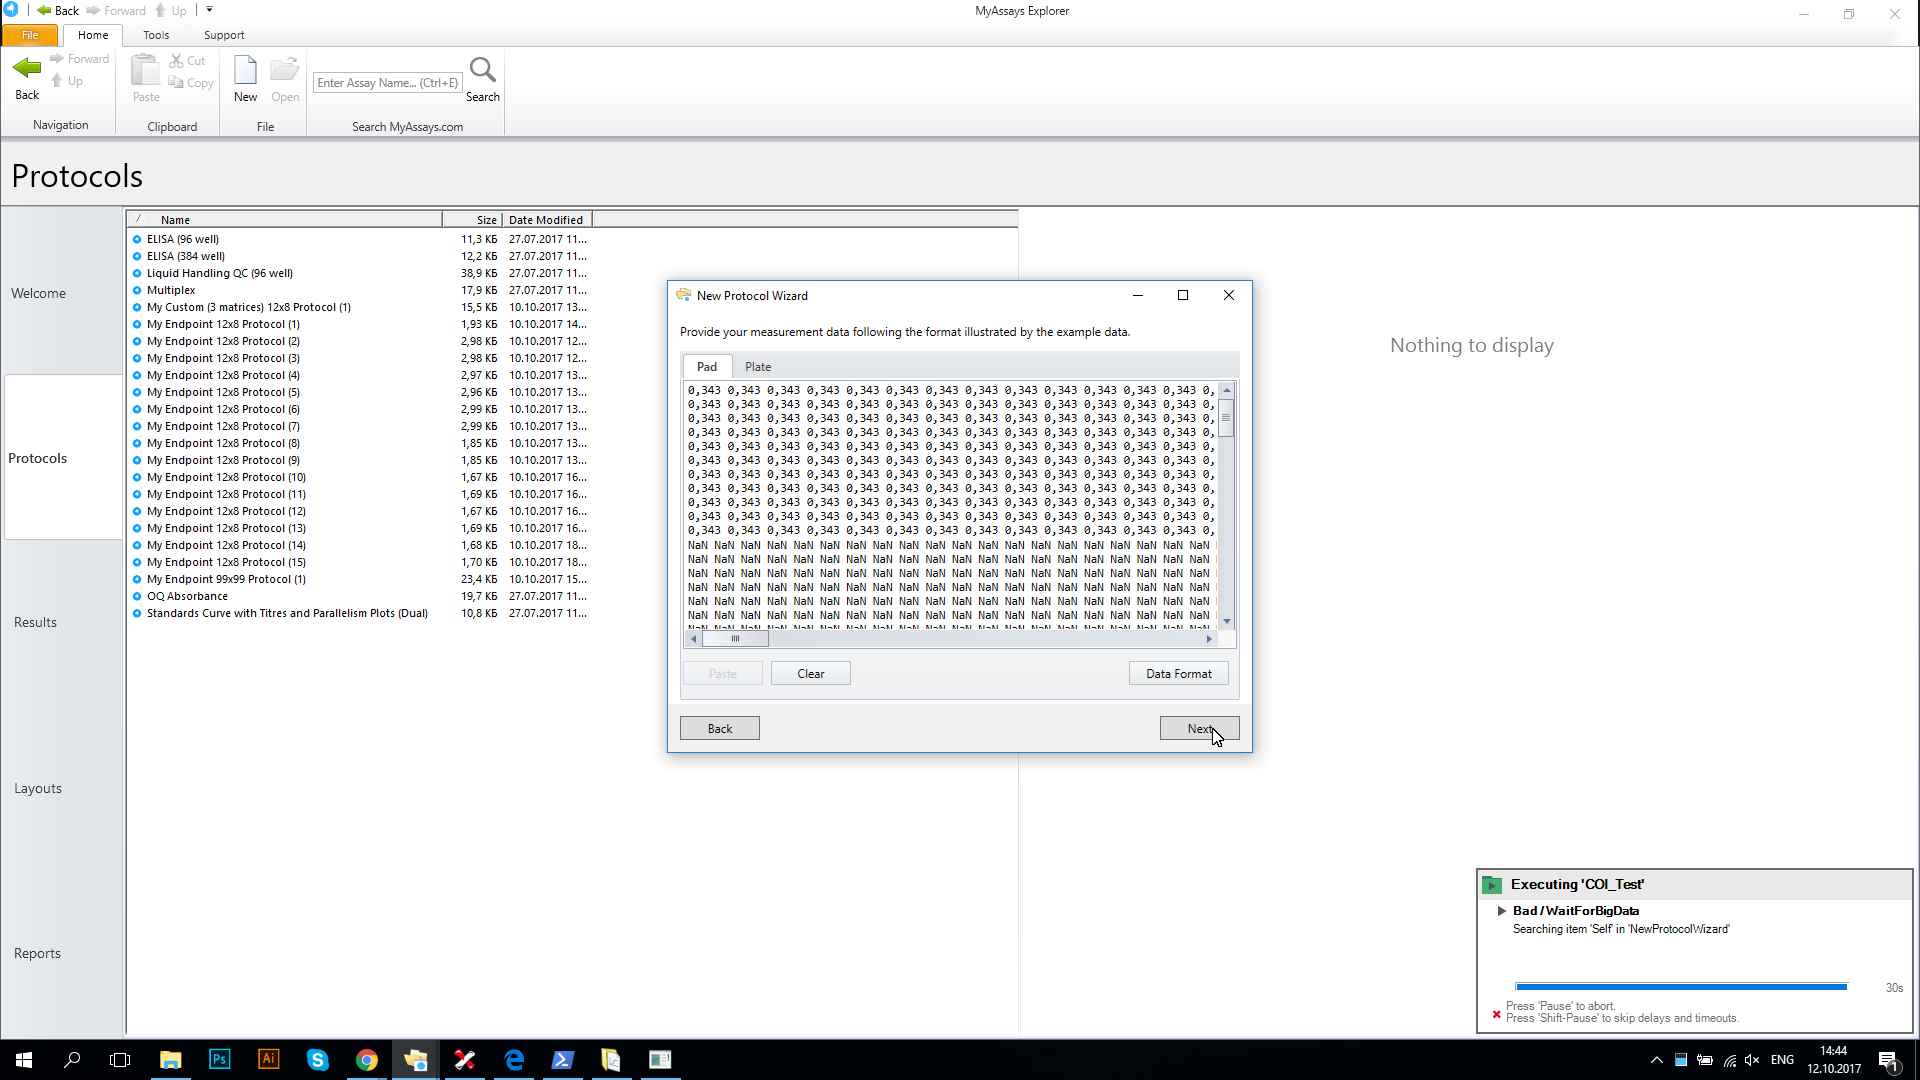 Back Forward Up
MyAssays Explorer
File Home Tools Support
Back
Forward
Up
Navigation
Paste
Cut
Copy
Clipboard
New
Open
File
Enter Assay Name... (Ctrl+E)
Search
Search MyAssays.com
Protocols
Welcome
Protocols
Results
Layouts
Reports
Name Size Date Modified
ELISA (96 well) 11,3 КБ 27.07.2017 11...
ELISA (384 well) 12,2 КБ 27.07.2017 11...
Liquid Handling QC (96 well) 38,9 КБ 27.07.2017 11...
Multiplex 17,9 КБ 27.07.2017 11...
My Custom (3 matrices) 12x8 Protocol (1) 15,5 КБ 10.10.2017 13...
My Endpoint 12x8 Protocol (1) 1,93 КБ 10.10.2017 14...
My Endpoint 12x8 Protocol (2) 2,98 КБ 10.10.2017 12...
My Endpoint 12x8 Protocol (3) 2,98 КБ 10.10.2017 12...
My Endpoint 12x8 Protocol (4) 2,97 КБ 10.10.2017 13...
My Endpoint 12x8 Protocol (5) 2,96 КБ 10.10.2017 13...
My Endpoint 12x8 Protocol (6) 2,99 КБ 10.10.2017 13...
My Endpoint 12x8 Protocol (7) 2,99 КБ 10.10.2017 13...
My Endpoint 12x8 Protocol (8) 1,85 КБ 10.10.2017 13...
My Endpoint 12x8 Protocol (9) 1,85 КБ 10.10.2017 13...
My Endpoint 12x8 Protocol (10) 1,67 КБ 10.10.2017 16...
My Endpoint 12x8 Protocol (11) 1,69 КБ 10.10.2017 16...
My Endpoint 12x8 Protocol (12) 1,67 КБ 10.10.2017 16...
My Endpoint 12x8 Protocol (13) 1,69 КБ 10.10.2017 16...
My Endpoint 12x8 Protocol (14) 1,68 КБ 10.10.2017 18...
My Endpoint 12x8 Protocol (15) 1,70 КБ 10.10.2017 18...
My Endpoint 99x99 Protocol (1) 23,4 КБ 10.10.2017 15...
OQ Absorbance 19,7 КБ 27.07.2017 11...
Standards Curve with Titres and Parallelism Plots (Dual) 10,8 КБ 27.07.2017 11...
Nothing to display
New Protocol Wizard
Provide your measurement data following the format illustrated by the example data.
Pad Plate
0,343 0,343 0,343 0,343 0,343 0,343 0,343 0,343 0,343 0,343 0,343 0,343 0,343 0,
0,343 0,343 0,343 0,343 0,343 0,343 0,343 0,343 0,343 0,343 0,343 0,343 0,343 0,
0,343 0,343 0,343 0,343 0,343 0,343 0,343 0,343 0,343 0,343 0,343 0,343 0,343 0,
0,343 0,343 0,343 0,343 0,343 0,343 0,343 0,343 0,343 0,343 0,343 0,343 0,343 0,
0,343 0,343 0,343 0,343 0,343 0,343 0,343 0,343 0,343 0,343 0,343 0,343 0,343 0,
0,343 0,343 0,343 0,343 0,343 0,343 0,343 0,343 0,343 0,343 0,343 0,343 0,343 0,
0,343 0,343 0,343 0,343 0,343 0,343 0,343 0,343 0,343 0,343 0,343 0,343 0,343 0,
0,343 0,343 0,343 0,343 0,343 0,343 0,343 0,343 0,343 0,343 0,343 0,343 0,343 0,
0,343 0,343 0,343 0,343 0,343 0,343 0,343 0,343 0,343 0,343 0,343 0,343 0,343 0,
0,343 0,343 0,343 0,343 0,343 0,343 0,343 0,343 0,343 0,343 0,343 0,343 0,343 0,
0,343 0,343 0,343 0,343 0,343 0,343 0,343 0,343 0,343 0,343 0,343 0,343 0,343 0,
NaN NaN NaN NaN NaN NaN NaN NaN NaN NaN NaN NaN NaN NaN NaN NaN NaN NaN NaN NaN
NaN NaN NaN NaN NaN NaN NaN NaN NaN NaN NaN NaN NaN NaN NaN NaN NaN NaN NaN NaN
NaN NaN NaN NaN NaN NaN NaN NaN NaN NaN NaN NaN NaN NaN NaN NaN NaN NaN NaN NaN
NaN NaN NaN NaN NaN NaN NaN NaN NaN NaN NaN NaN NaN NaN NaN NaN NaN NaN NaN NaN
NaN NaN NaN NaN NaN NaN NaN NaN NaN NaN NaN NaN NaN NaN NaN NaN NaN NaN NaN NaN
NaN NaN NaN NaN NaN NaN NaN NaN NaN NaN NaN NaN NaN NaN NaN NaN NaN NaN NaN NaN
NaN NaN NaN NaN NaN NaN NaN NaN NaN NaN NaN NaN NaN NaN NaN NaN NaN NaN NaN NaN
Paste Clear Data Format
Back Next
Executing 'COI_Test'
Bad / WaitForBigData
Searching item 'Self' in 'NewProtocolWizard'
30s
Press 'Pause' to abort.
Press 'Shift-Pause' to skip delays and timeouts.
Ps Ai
ENG
14:44
12.10.2017
1